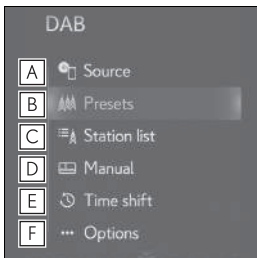 DAB
A Source
B Presets
C Station list
D Manual
E Time shift
F Options